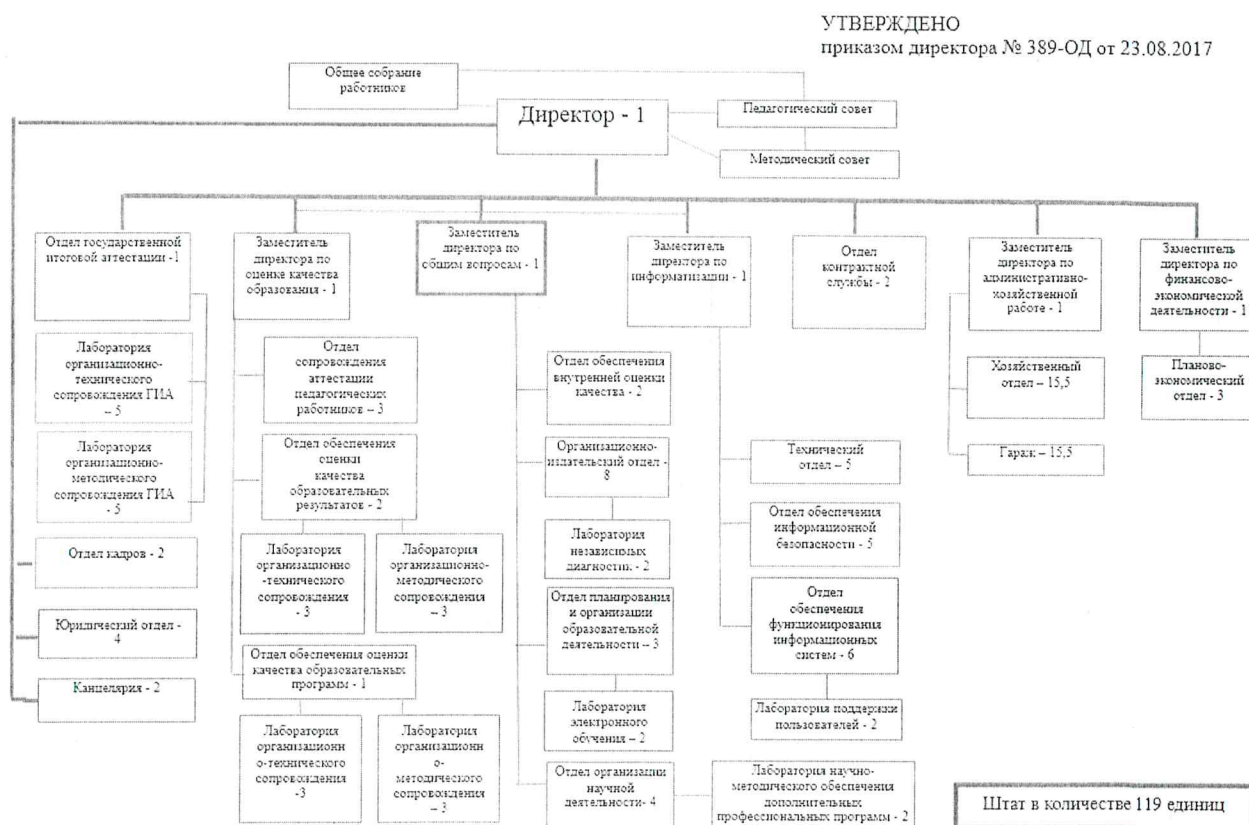 УТВЕРЖДЕНО
приказом директора № 389-ОД от 23.08.2017
Общее собрание
работников
Директор - 1
Педагогический совет
Методический совет
Отдел государственной
итоговой аттестации - 1
Заместитель
директора по
оценке качества
образования - 1
Заместитель
директора по
общим вопросам - 1
Заместитель
директора по
информатизации - 1
Отдел
контрактной
службы - 2
Заместитель
директора по
административно-
хозяйственной
работе - 1
Заместитель
директора по
финансово-
экономической
деятельности - 1
Лаборатория
организационно-
технического
сопровождения ГИА
– 5
Лаборатория
организационно-
методического
сопровождения ГИА
- 5
Отдел кадров - 2
Юридический отдел -
4
Канцелярия - 2
Отдел
сопровождения
аттестации
педагогических
работников – 3
Отдел обеспечения
оценки
качества
образовательных
результатов - 2
Лаборатория
организационно
-технического
сопровождения
- 3
Лаборатория
организационно-
методического
сопровождения
– 3
Отдел обеспечения оценки
качества образовательных
программ - 1
Лаборатория
организационн
о-технического
сопровождения
-3
Лаборатория
организационн
о-
методического
сопровождения
– 3
Отдел обеспечения
внутренней оценки
качества - 2
Организационно-
издательский отдел -
8
Лаборатория
независимых
диагностик - 2
Отдел планирования
и организации
образовательной
деятельности – 3
Лаборатория
электронного
обучения – 2
Отдел организации
научной
деятельности- 4
Лаборатория научно-
методического обеспечения
дополнительных
профессиональных программ - 2
Технический
отдел – 5
Отдел обеспечения
информационной
безопасности - 5
Отдел
обеспечения
функционирования
информационных
систем - 6
Лаборатория поддержки
пользователей - 2
Хозяйственный
отдел – 15,5
Гараж – 15,5
Планово-
экономический
отдел - 3
Штат в количестве 119 единиц